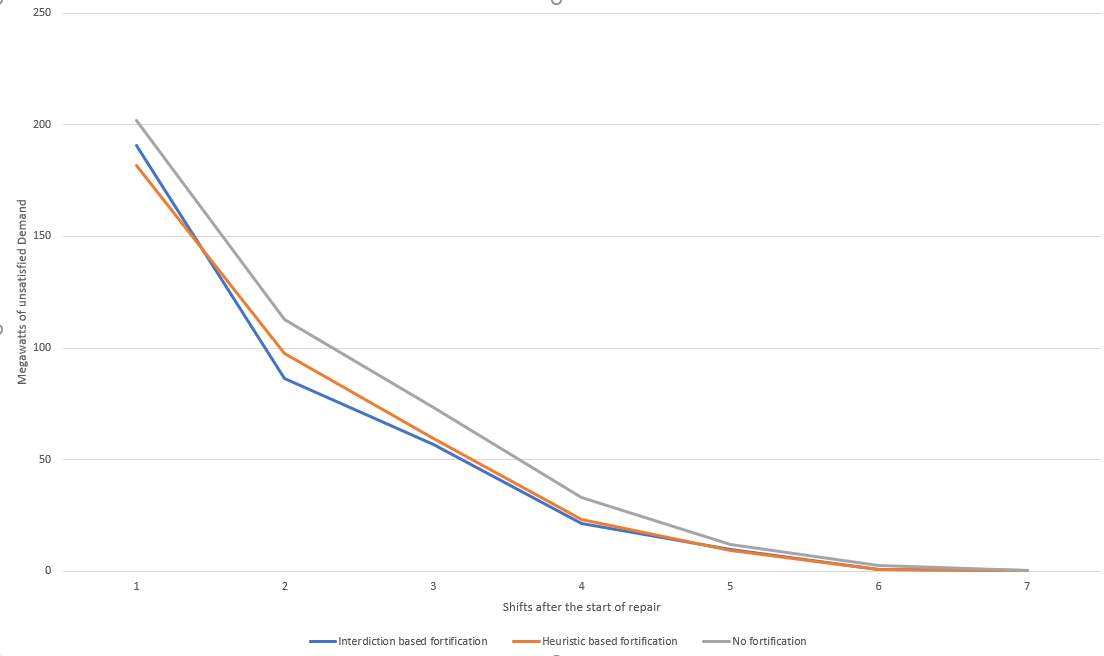 250
200
150
100
50
0
Megawatts of unsatisfied Demand
1 2 3 4 5 6 7
Shifts after the start of repair
Interdiction based fortification Heuristic based fortification No fortification